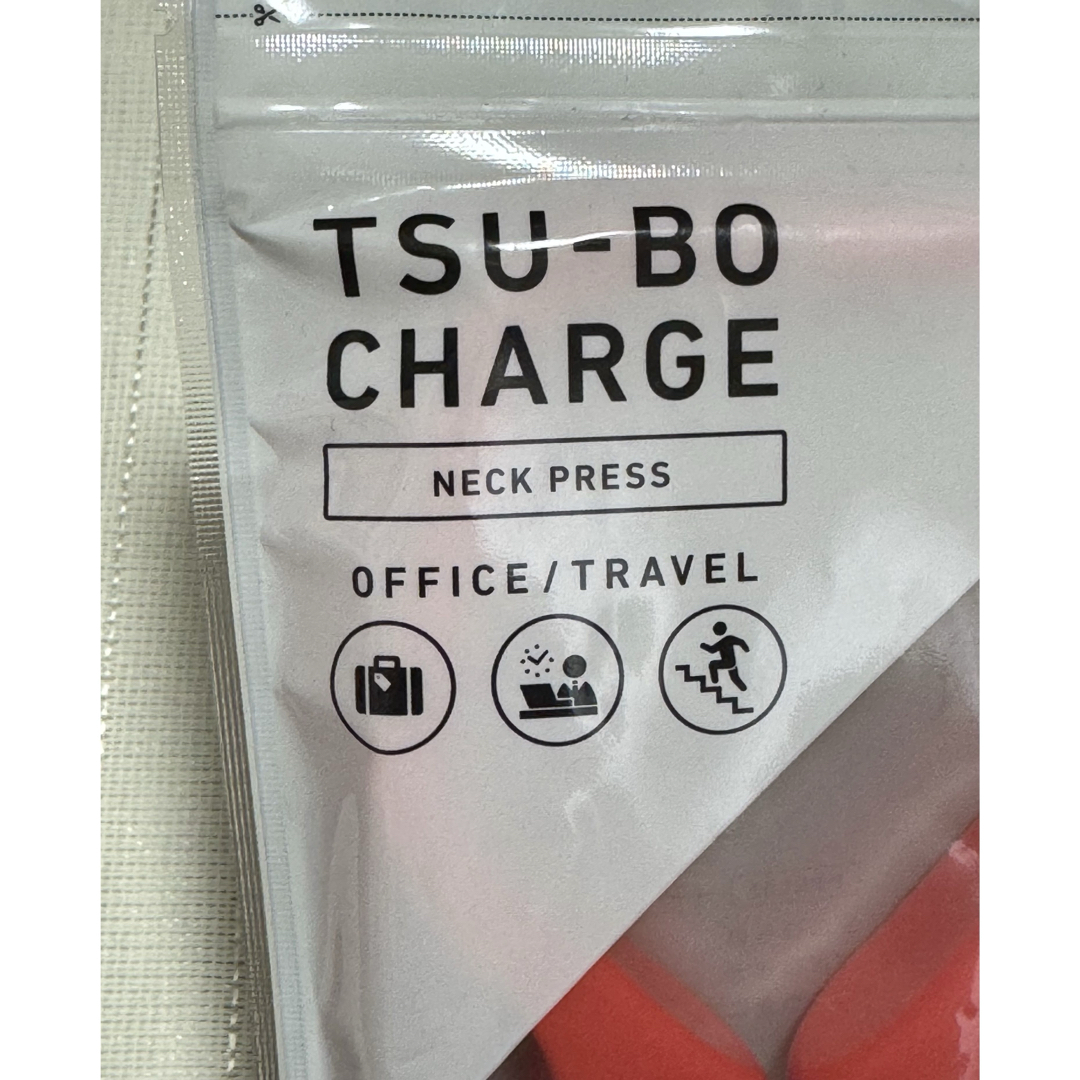 TSU-BO
CHARGE
NECK PRESS
OFFICE/TRAVEL